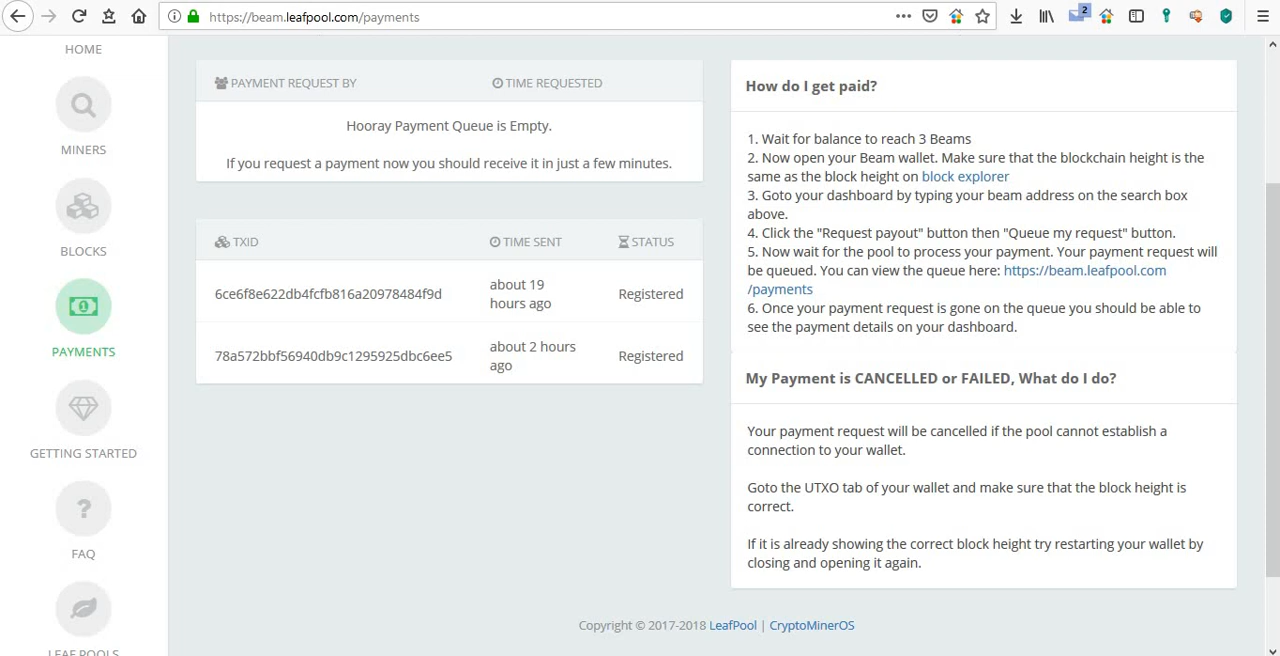 https://beam.leafpool.com/payments
2
HOME
MINERS
BLOCKS
PAYMENTS
GETTING STARTED
?
FAQ
LEAF POOLS
PAYMENT REQUEST BY
TIME REQUESTED
Hooray Payment Queue is Empty.
If you request a payment now you should receive it in just a few minutes.
TXID
TIME SENT
STATUS
6ce6f8e622db4fcfb816a20978484f9d
about 19
hours ago
Registered
78a572bbf56940db9c1295925dbc6ee5
about 2 hours
ago
Registered
How do I get paid?
1. Wait for balance to reach 3 Beams
2. Now open your Beam wallet. Make sure that the blockchain height is the
same as the block height on block explorer
3. Goto your dashboard by typing your beam address on the search box
above.
4. Click the "Request payout" button then "Queue my request" button.
5. Now wait for the pool to process your payment. Your payment request will
be queued. You can view the queue here: https://beam.leafpool.com
/payments
6. Once your payment request is gone on the queue you should be able to
see the payment details on your dashboard.
My Payment is CANCELLED or FAILED, What do I do?
Your payment request will be cancelled if the pool cannot establish a
connection to your wallet.
Goto the UTXO tab of your wallet and make sure that the block height is
correct.
If it is already showing the correct block height try restarting your wallet by
closing and opening it again.
Copyright © 2017-2018 LeafPool | CryptoMinerOS